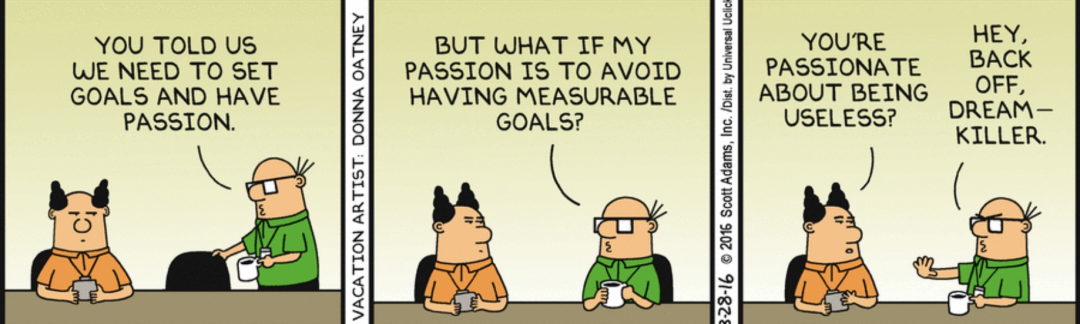 YOU TOLD US
WE NEED TO SET
GOALS AND HAVE
PASSION.
VACATION ARTIST: DONNA OATNEY
BUT WHAT IF MY
PASSION IS TO AVOID
HAVING MEASURABLE
GOALS?
3-28-16 © 2016 Scott Adams, Inc. /Dist. by Universal Uclick
YOU'RE
PASSIONATE
ABOUT BEING
USELESS?
HEY,
BACK
OFF,
DREAM—
KILLER.